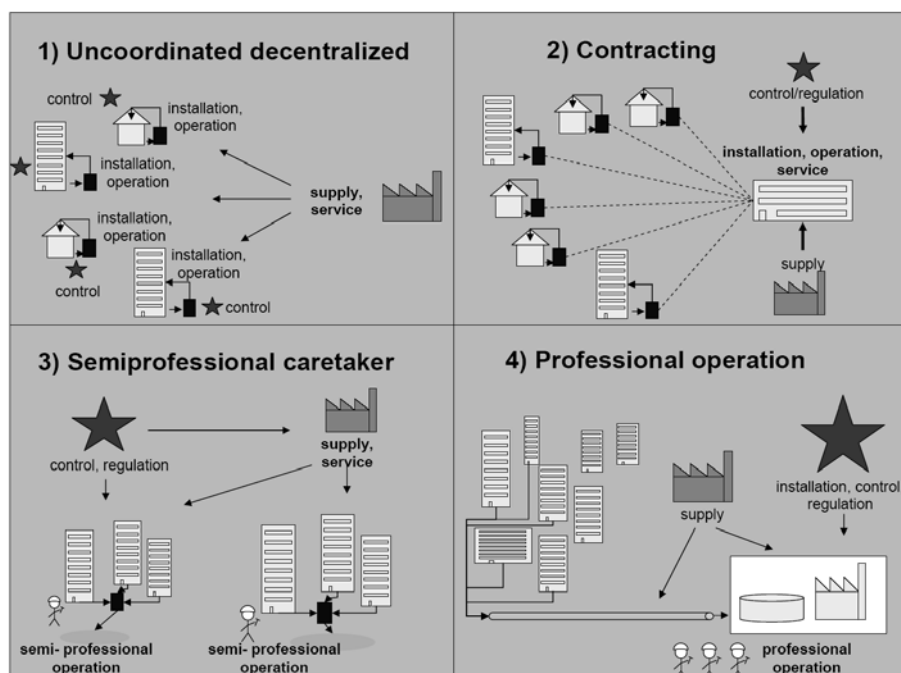 1) Uncoordinated decentralized
control
installation,
operation
installation,
operation
installation,
operation
control
supply,
service
installation,
operation
control
2) Contracting
control/regulation
installation, operation,
service
supply
3) Semiprofessional caretaker
control, regulation
supply,
service
semi- professional
operation
semi- professional
operation
4) Professional operation
supply
installation, control,
regulation
professional
operation